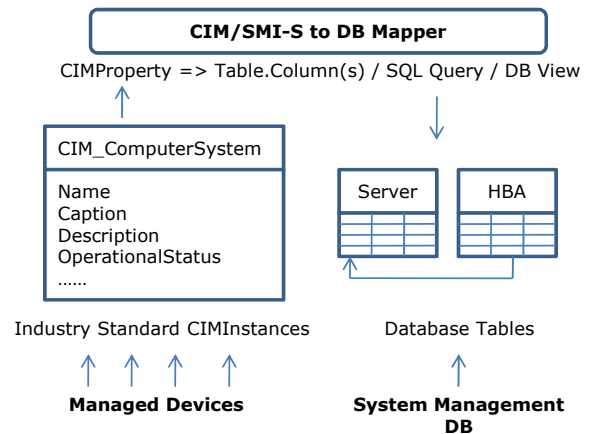 CIM/SMI-S to DB Mapper
CIMProperty => Table.Column(s) / SQL Query / DB View
CIM_ComputerSystem
Name
Caption
Description
OperationalStatus
......
Server
HBA
Industry Standard CIMInstances
Database Tables
Managed Devices
System Management
DB